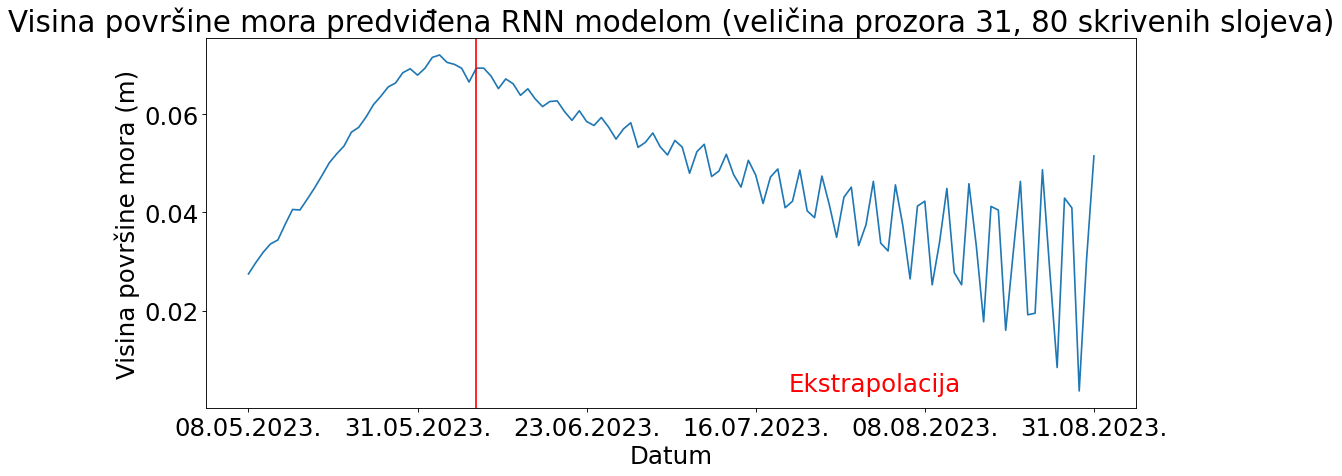 Visina površine mora predviđena RNN modelom (veličina prozora 31, 80 skrivenih slojeva)
Visina površine mora (m)
0.06
0.04
0.02
Ekstrapolacija
08.05.2023. 31.05.2023. 23.06.2023. 16.07.2023. 08.08.2023. 31.08.2023.
Datum